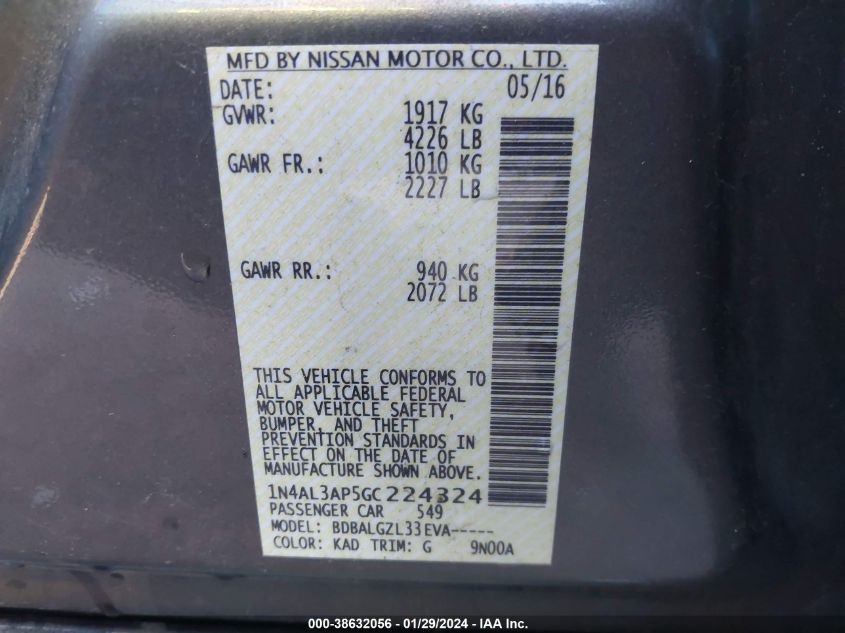 MFD BY NISSAN MOTOR CO., LTD.
DATE: 05/16
GVWR: 1917 KG
4226 LB
GAWR FR.: 1010 KG
2227 LB
GAWR RR.: 940 KG
2072 LB
THIS VEHICLE CONFORMS TO
ALL APPLICABLE FEDERAL
MOTOR VEHICLE SAFETY,
BUMPER, AND THEFT
PREVENTION STANDARDS IN
EFFECT ON THE DATE OF
MANUFACTURE SHOWN ABOVE.
1N4AL3AP5GC224324
PASSENGER CAR 549
MODEL: BDBALGZL33EVA-----
COLOR: KAD TRIM: G 9N00A
000-38632056 - 01/29/2024 - IAA Inc.